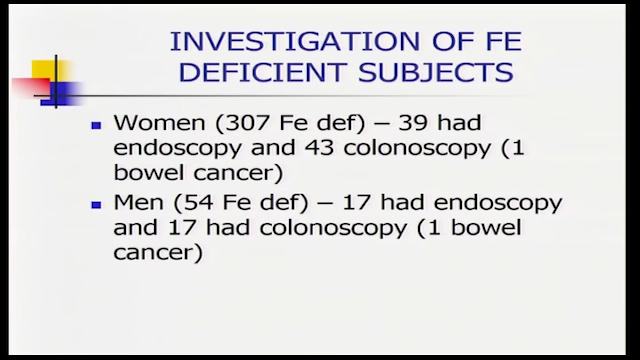 INVESTIGATION OF FE
DEFICIENT SUBJECTS
Women (307 Fe def) – 39 had
endoscopy and 43 colonoscopy (1
bowel cancer)
Men (54 Fe def) – 17 had endoscopy
and 17 had colonoscopy (1 bowel
cancer)